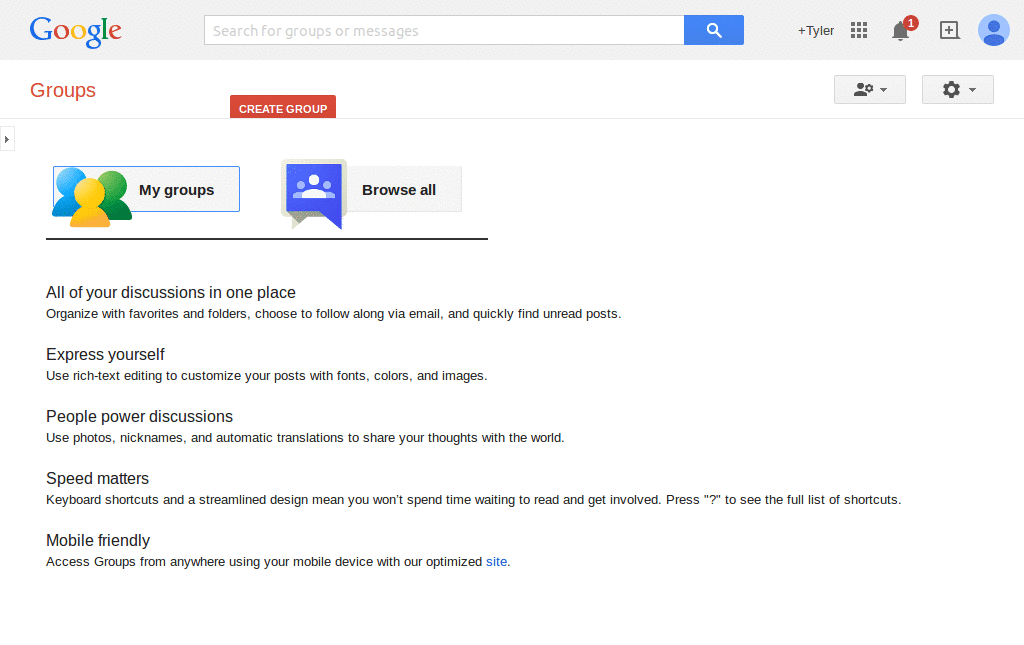 Google
Search for groups or messages
+Tyler
1
Groups
CREATE GROUP
My groups
Browse all
All of your discussions in one place
Organize with favorites and folders, choose to follow along via email, and quickly find unread posts.
Express yourself
Use rich-text editing to customize your posts with fonts, colors, and images.
People power discussions
Use photos, nicknames, and automatic translations to share your thoughts with the world.
Speed matters
Keyboard shortcuts and a streamlined design mean you won't spend time waiting to read and get involved. Press "?" to see the full list of shortcuts.
Mobile friendly
Access Groups from anywhere using your mobile device with our optimized site.